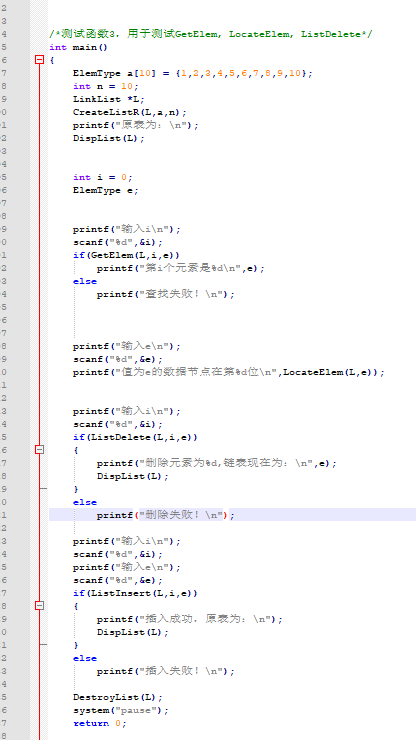 /*测试函数3，用于测试GetElem, LocateElem, ListDelete*/
int main()
{
ElemType a[10] = {1,2,3,4,5,6,7,8,9,10};
int n = 10;
LinkList *L;
CreateListR(L,a,n);
printf("原表为：\n");
DispList(L);
int i = 0;
ElemType e;
printf("输入i\n");
scanf("%d",&i);
if(GetElem(L,i,e))
printf("第i个元素是%d\n",e);
else
printf("查找失败！\n");
printf("输入e\n");
scanf("%d",&e);
printf("值为e的数据节点在第%d位\n",LocateElem(L,e));
printf("输入i\n");
scanf("%d",&i);
if(ListDelete(L,i,e))
{
printf("删除元素为%d,链表现在为：\n",e);
DispList(L);
}
else
printf("删除失败！\n");
printf("输入i\n");
scanf("%d",&i);
printf("输入e\n");
scanf("%d",&e);
if(ListInsert(L,i,e))
{
printf("插入成功，原表为：\n");
DispList(L);
}
else
printf("插入失败！\n");
DestroyList(L);
system("pause");
return 0;